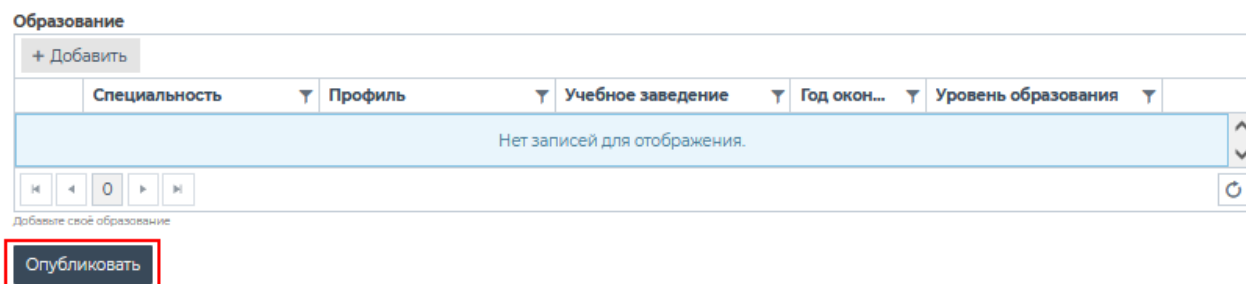 Образование
+ Добавить
Специальность Профиль Учебное заведение Год окон... Уровень образования
Нет записей для отображения.
0
Добавьте своё образование
Опубликовать